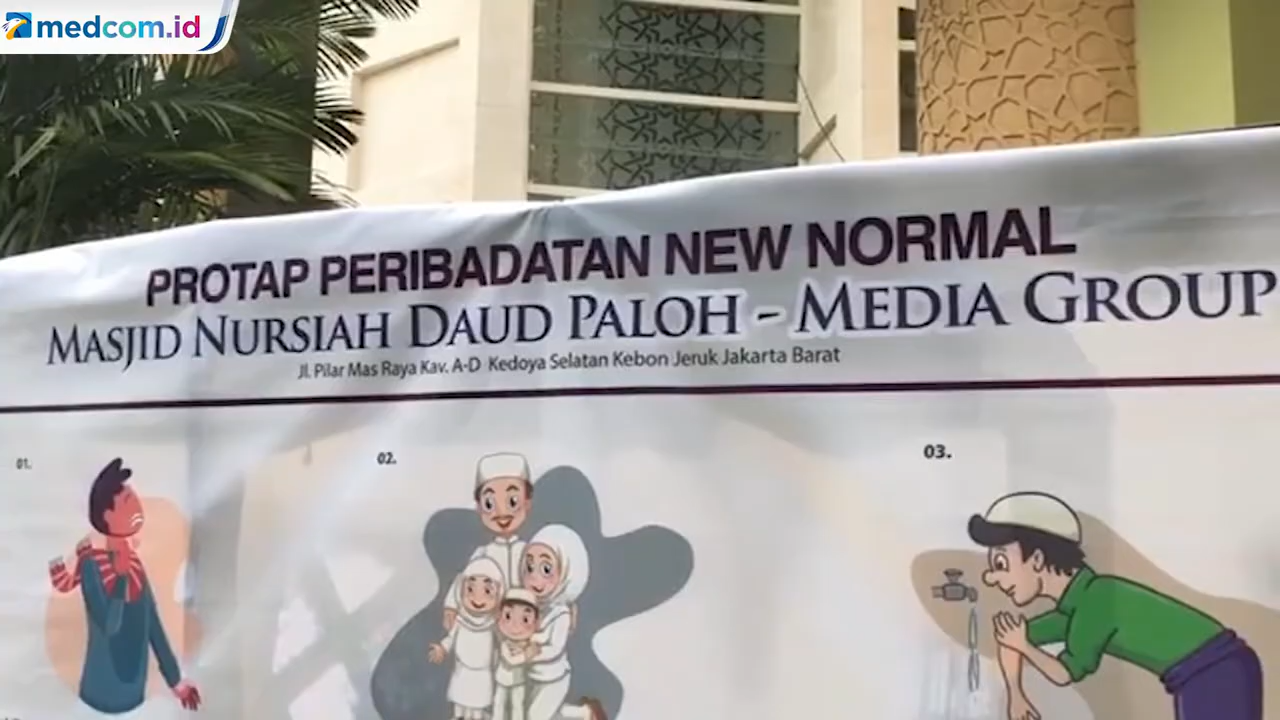 medcom.id
PROTAP PERIBADATAN NEW NORMAL
MASJID NURSIAH DAUD PALOH - MEDIA GROUP
Jl. Pilar Mas Raya Kav. A-D Kedoya Selatan Kebon Jeruk Jakarta Barat
01.
02.
03.